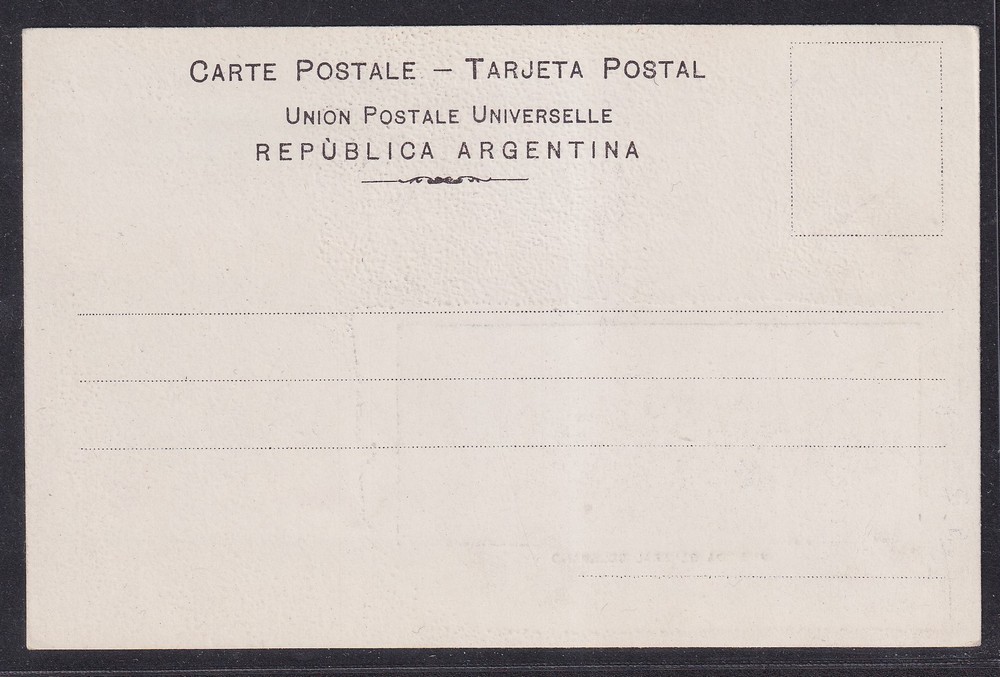 CARTE POSTALE — TARJETA POSTAL
UNION POSTALE UNIVERSELLE
REPÙBLICA ARGENTINA